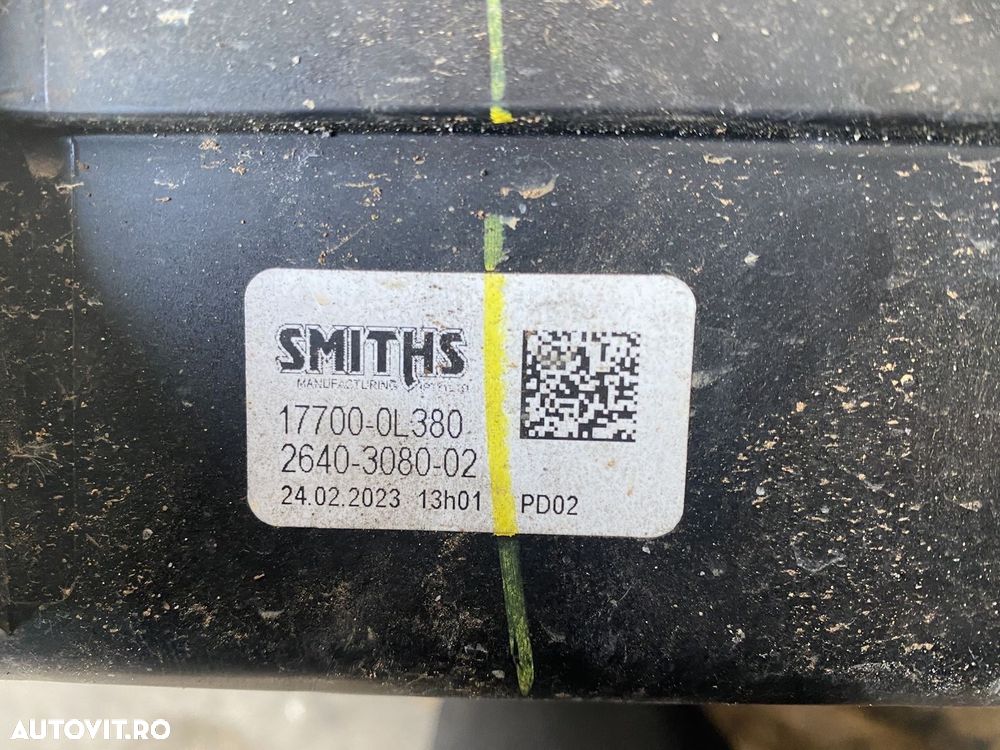 SMITHS
MANUFACTURING
17700-0L380
2640-3080-02
24.02.2023 13h01 PD02
AUTOVIT.RO